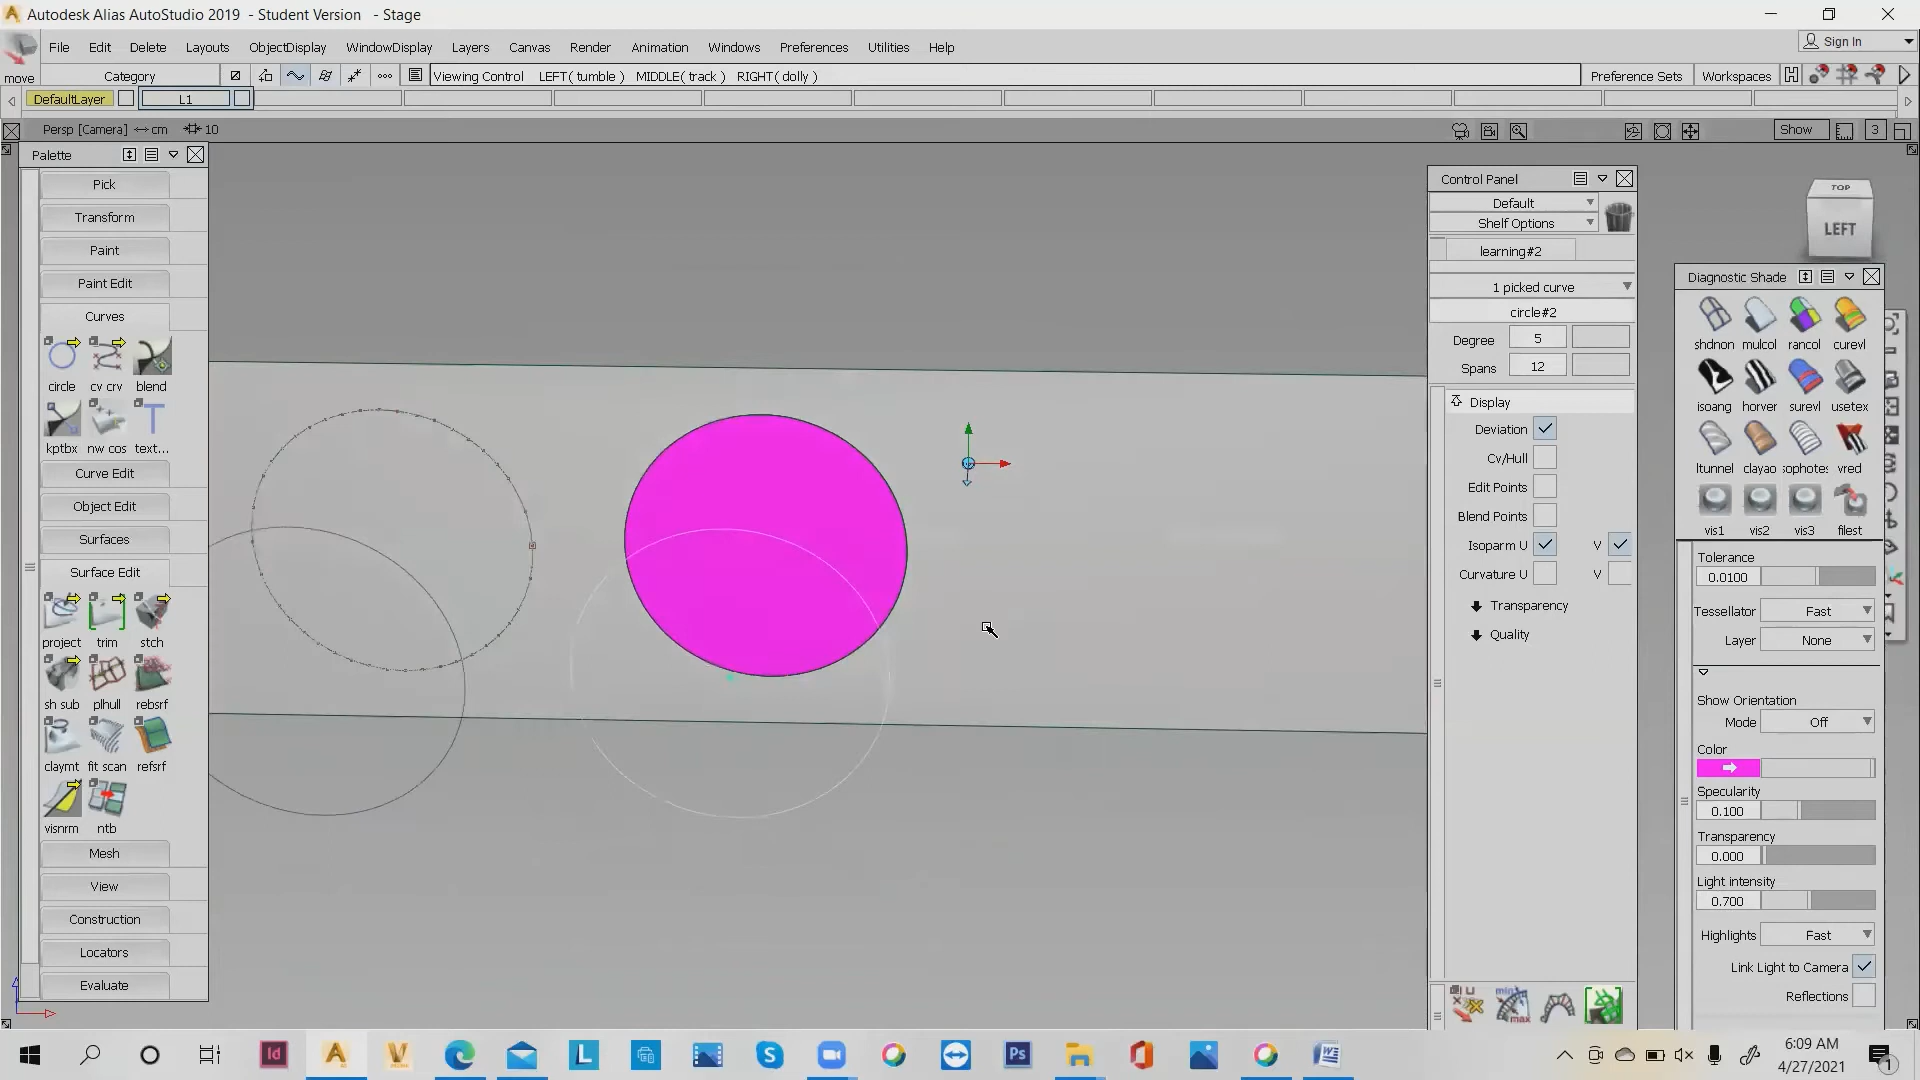 Autodesk Alias AutoStudio 2019 - Student Version - Stage
File Edit Delete Layouts ObjectDisplay WindowDisplay Layers Canvas Render Animation Windows Preferences Utilities Help
Sign In
move
Category
Viewing Control LEFT( tumble ) MIDDLE( track ) RIGHT( dolly )
Preference Sets Workspaces
DefaultLayer L1
Persp [Camera] cm 10
Show 3
Palette
Pick
Transform
Paint
Paint Edit
Curves
circle cv crv blend
kptbx nw cos text...
Curve Edit
Object Edit
Surfaces
Surface Edit
project trim stch
sh sub plhull rebsrf
claymt fit scan refsrf
visnrm ntb
Mesh
View
Construction
Locators
Evaluate
Control Panel
Default
Shelf Options
learning#2
1 picked curve
circle#2
Degree 5
Spans 12
Display
Deviation
Cv/Hull
Edit Points
Blend Points
Isoparm U V
Curvature U V
Transparency
Quality
min
max
TOP
LEFT
Diagnostic Shade
shdnon mulcol rancol curevl
isoang horver surevl usetex
ltunnel clayao sophotes vred
vis1 vis2 vis3 filest
Tolerance
0.0100
Tessellator Fast
Layer None
Show Orientation
Mode Off
Color
Specularity
0.100
Transparency
0.000
Light intensity
0.700
Highlights Fast
Link Light to Camera
Reflections
Id
A
V
L
S
Ps
W
6:09 AM
4/27/2021
1